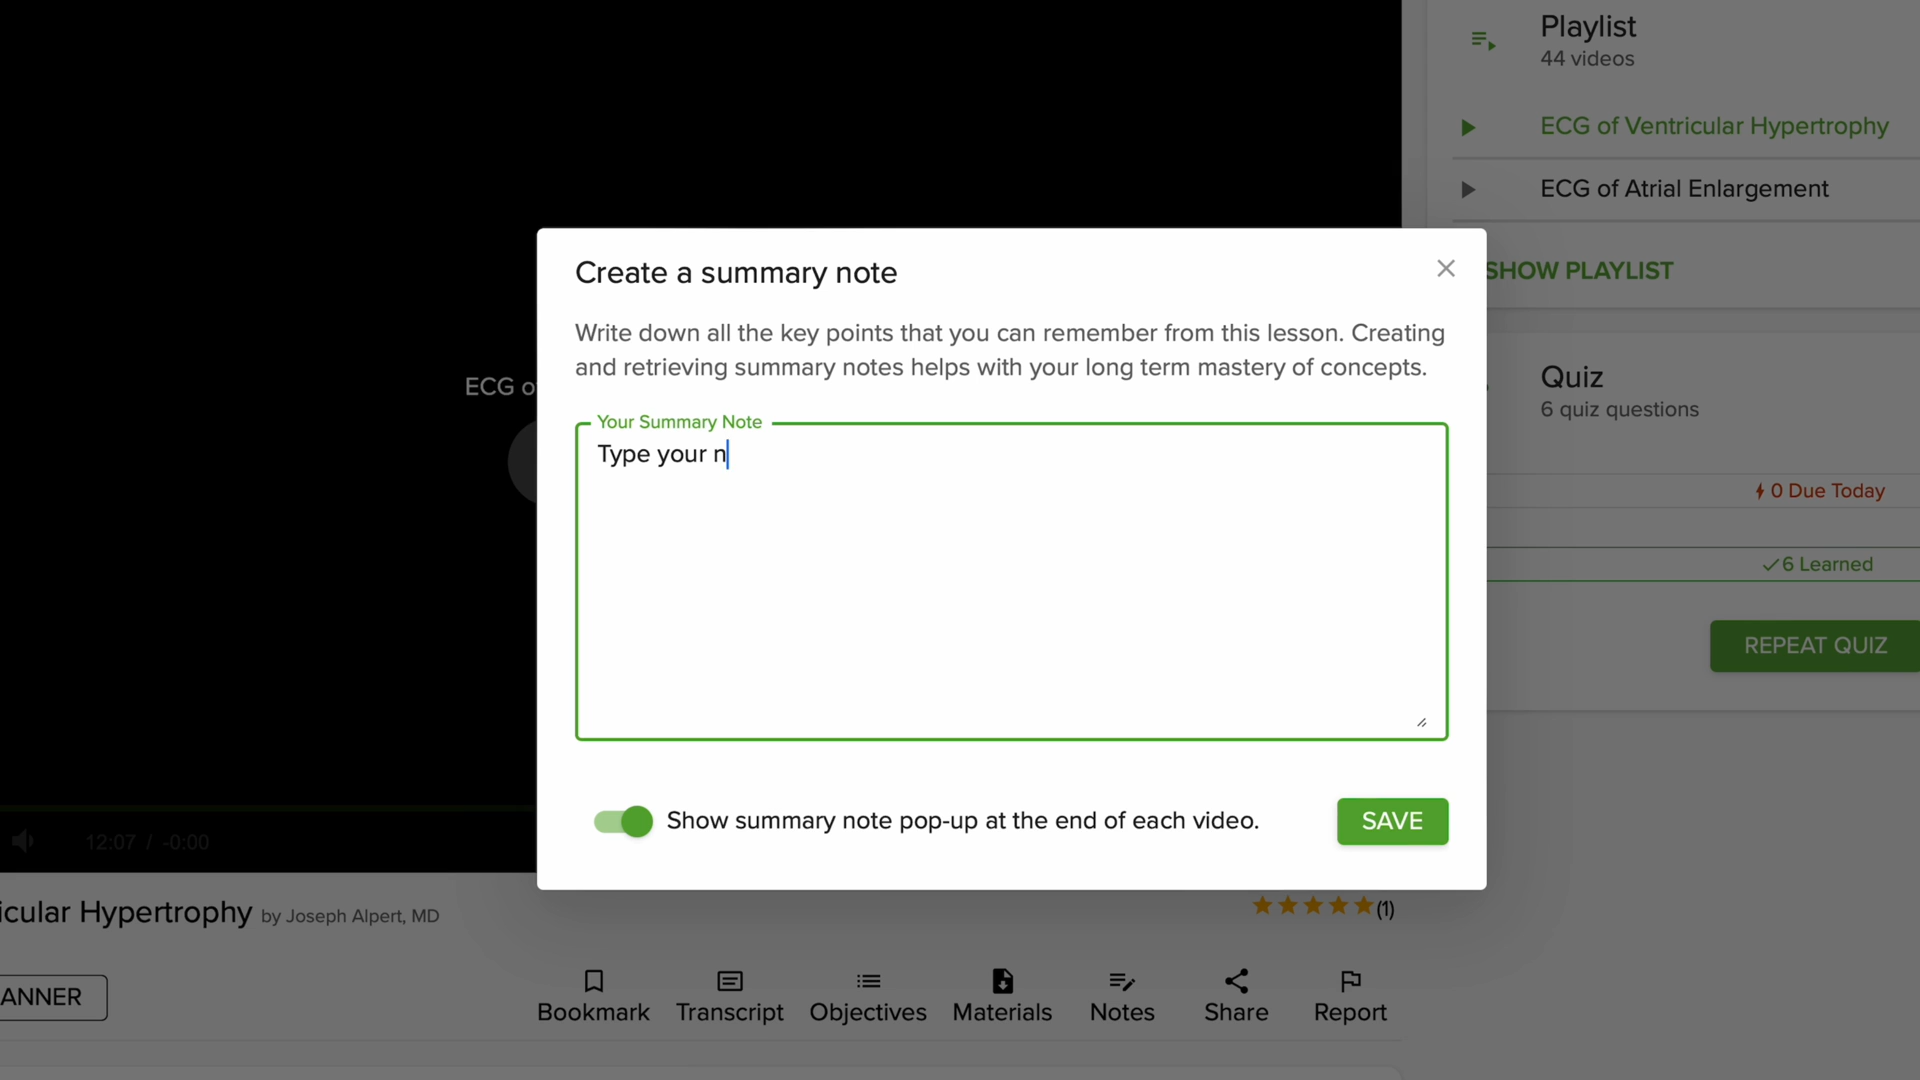 Playlist
44 videos
ECG of Ventricular Hypertrophy
ECG of Atrial Enlargement
SHOW PLAYLIST
Create a summary note
Write down all the key points that you can remember from this lesson. Creating
and retrieving summary notes helps with your long term mastery of concepts.
ECG
Your Summary Note
Type your n
Quiz
6 quiz questions
0 Due Today
6 Learned
REPEAT QUIZ
Show summary note pop-up at the end of each video.
SAVE
12:07 / -0:00
icular Hypertrophy by Joseph Alpert, MD
(1)
ANNER
Bookmark Transcript Objectives Materials Notes Share Report